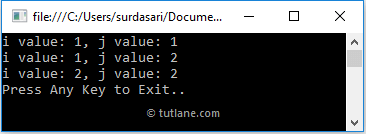 file:///C:/Users/surdasari/Docume...
i value: 1, j value: 1
i value: 1, j value: 2
i value: 2, j value: 2
Press Any Key to Exit..
© tutlane.com